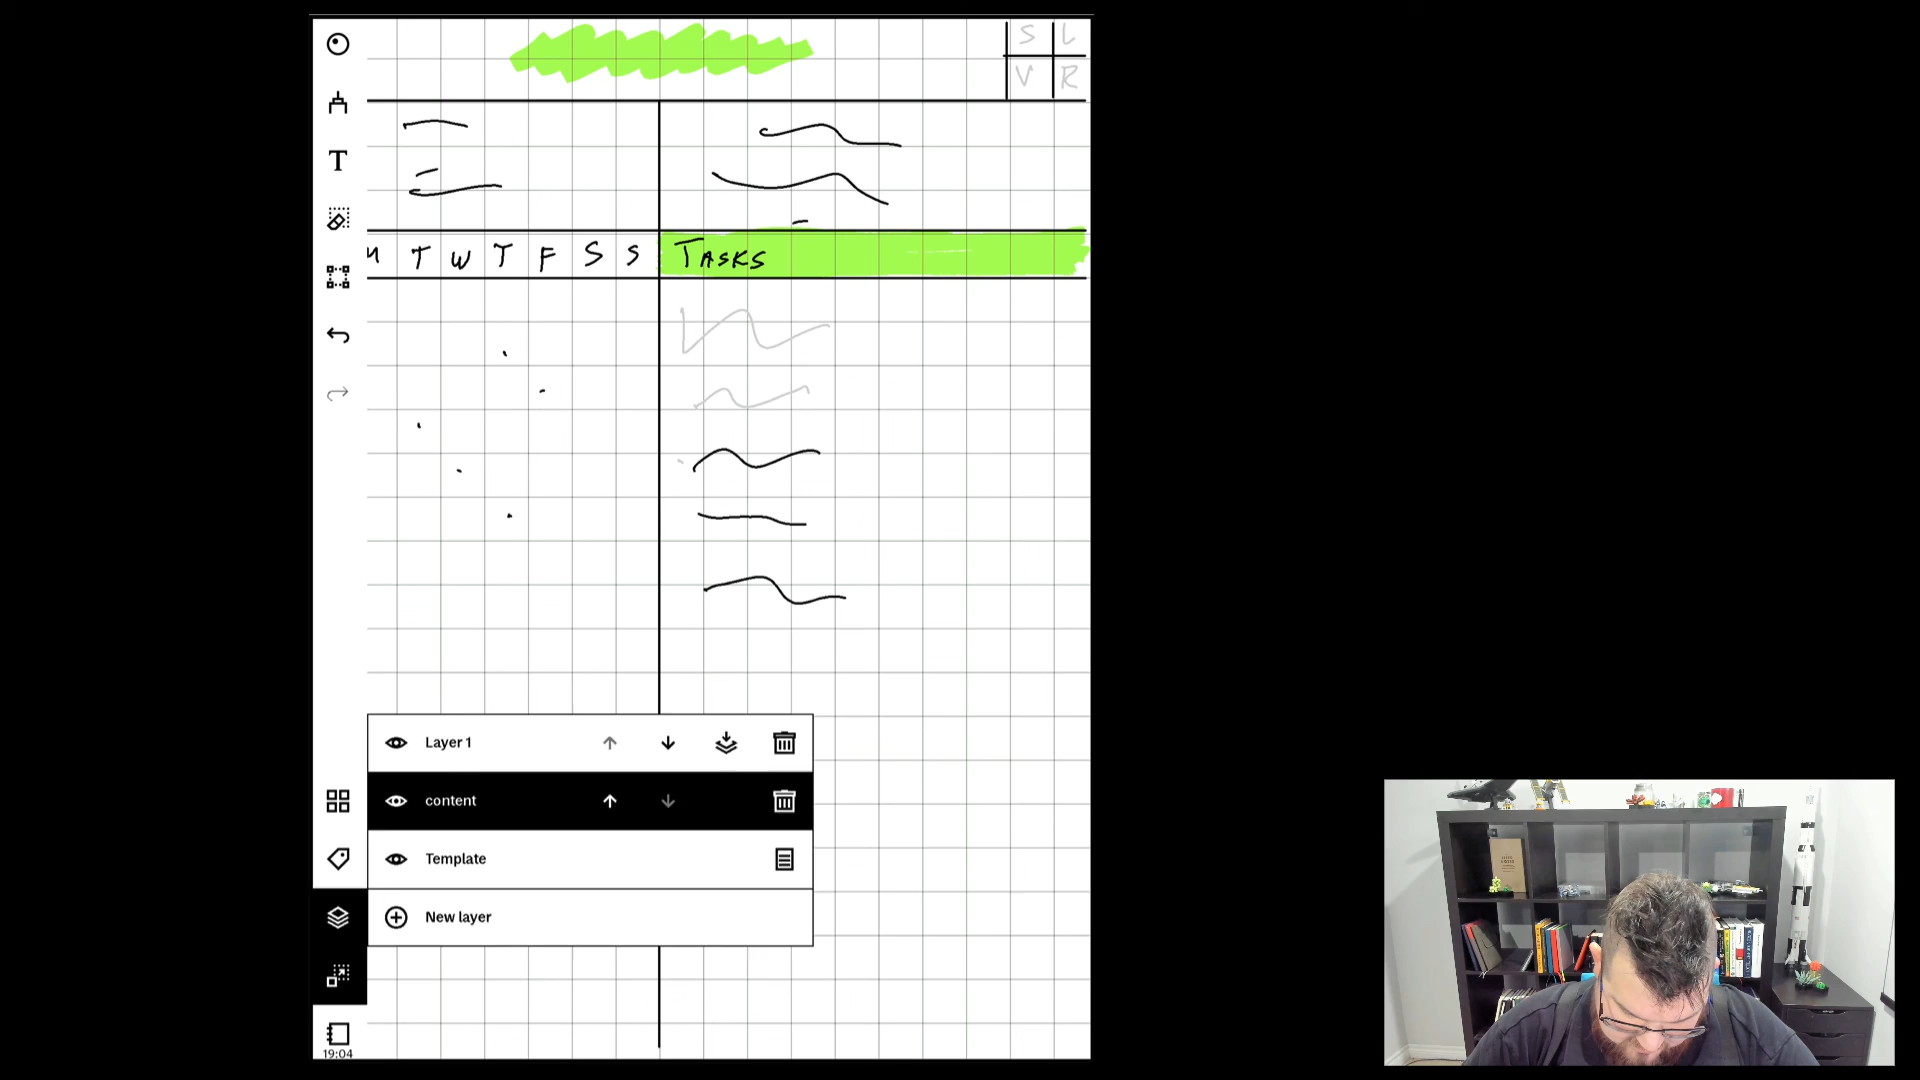 S L
V R
T
M T W T F S S TASKS
Layer 1
content
Template
New layer
19:04